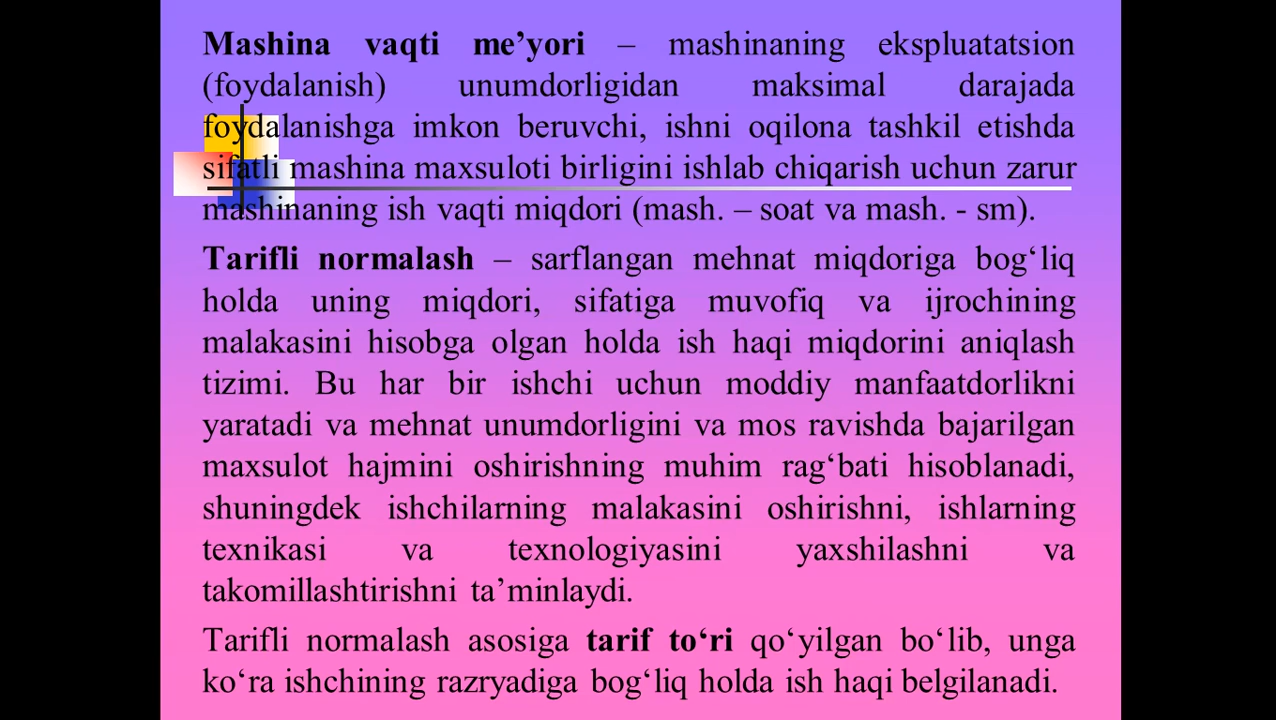 Mashina vaqti me’yori – mashinaning ekspluatatsion
(foydalanish) unumdorligidan maksimal darajada
foydalanishga imkon beruvchi, ishni oqilona tashkil etishda
sifatli mashina maxsuloti birligini ishlab chiqarish uchun zarur
mashinaning ish vaqti miqdori (mash. – soat va mash. - sm).
Tarifli normalash – sarflangan mehnat miqdoriga bog‘liq
holda uning miqdori, sifatiga muvofiq va ijrochining
malakasini hisobga olgan holda ish haqi miqdorini aniqlash
tizimi. Bu har bir ishchi uchun moddiy manfaatdorlikni
yaratadi va mehnat unumdorligini va mos ravishda bajarilgan
maxsulot hajmini oshirishning muhim rag‘bati hisoblanadi,
shuningdek ishchilarning malakasini oshirishni, ishlarning
texnikasi va texnologiyasini yaxshilashni va
takomillashtirishni ta’minlaydi.
Tarifli normalash asosiga tarif to‘ri qo‘yilgan bo‘lib, unga
ko‘ra ishchining razryadiga bog‘liq holda ish haqi belgilanadi.